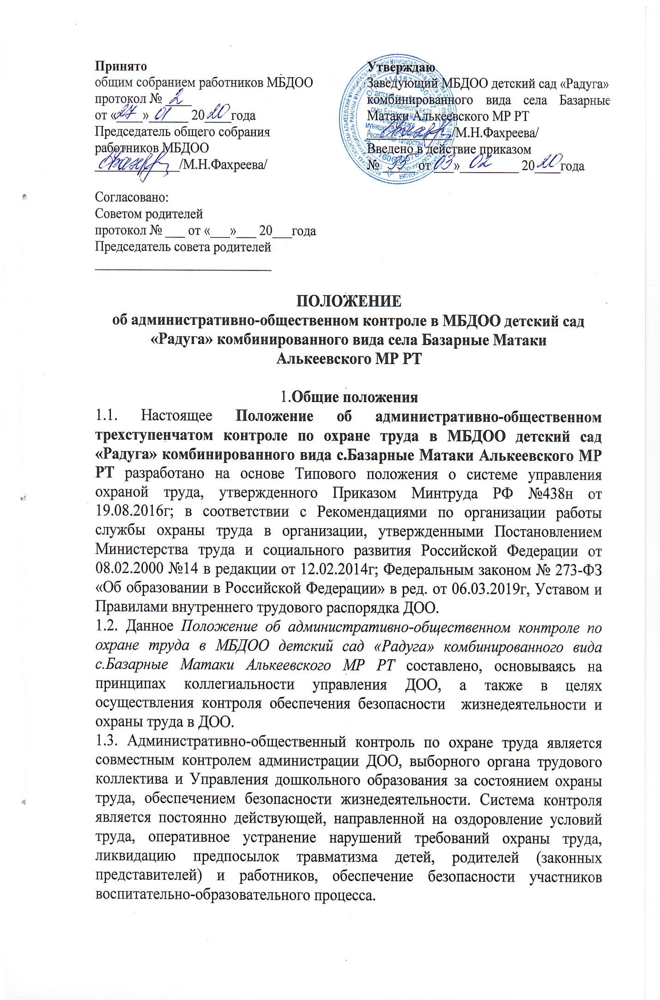 Принято
общим собранием работников МБДОО
протокол № 2
от «27» 01 2020 года
Председатель общего собрания
работников МБДОО
/М.Н.Фахреева/
Утверждаю
Заведующий МБДОО детский сад «Радуга»
комбинированного вида села Базарные
Матаки Алькеевского МР РТ
/М.Н.Фахреева/
Введено в действие приказом
№ 33 от 03» 02 2020 года
Согласовано:
Советом родителей
протокол № ___ от «___»___ 20___года
Председатель совета родителей
ПОЛОЖЕНИЕ
об административно-общественном контроле в МБДОО детский сад
«Радуга» комбинированного вида села Базарные Матаки
Алькеевского МР РТ
1.Общие положения
1.1. Настоящее Положение об административно-общественном
трехступенчатом контроле по охране труда в МБДОО детский сад
«Радуга» комбинированного вида с.Базарные Матаки Алькеевского МР
РТ разработано на основе Типового положения о системе управления
охраной труда, утвержденного Приказом Минтруда РФ №438н от
19.08.2016г; в соответствии с Рекомендациями по организации работы
службы охраны труда в организации, утвержденными Постановлением
Министерства труда и социального развития Российской Федерации от
08.02.2000 №14 в редакции от 12.02.2014г; Федеральным законом № 273-ФЗ
«Об образовании в Российской Федерации» в ред. от 06.03.2019г, Уставом и
Правилами внутреннего трудового распорядка ДОО.
1.2. Данное Положение об административно-общественном контроле по
охране труда в МБДОО детский сад «Радуга» комбинированного вида
с.Базарные Матаки Алькеевского МР РТ составлено, основываясь на
принципах коллегиальности управления ДОО, а также в целях
осуществления контроля обеспечения безопасности жизнедеятельности и
охраны труда в ДОО.
1.3. Административно-общественный контроль по охране труда является
совместным контролем администрации ДОО, выборного органа трудового
коллектива и Управления дошкольного образования за состоянием охраны
труда, обеспечением безопасности жизнедеятельности. Система контроля
является постоянно действующей, направленной на оздоровление условий
труда, оперативное устранение нарушений требований охраны труда,
ликвидацию предпосылок травматизма детей, родителей (законных
представителей) и работников, обеспечение безопасности участников
воспитательно-образовательного процесса.